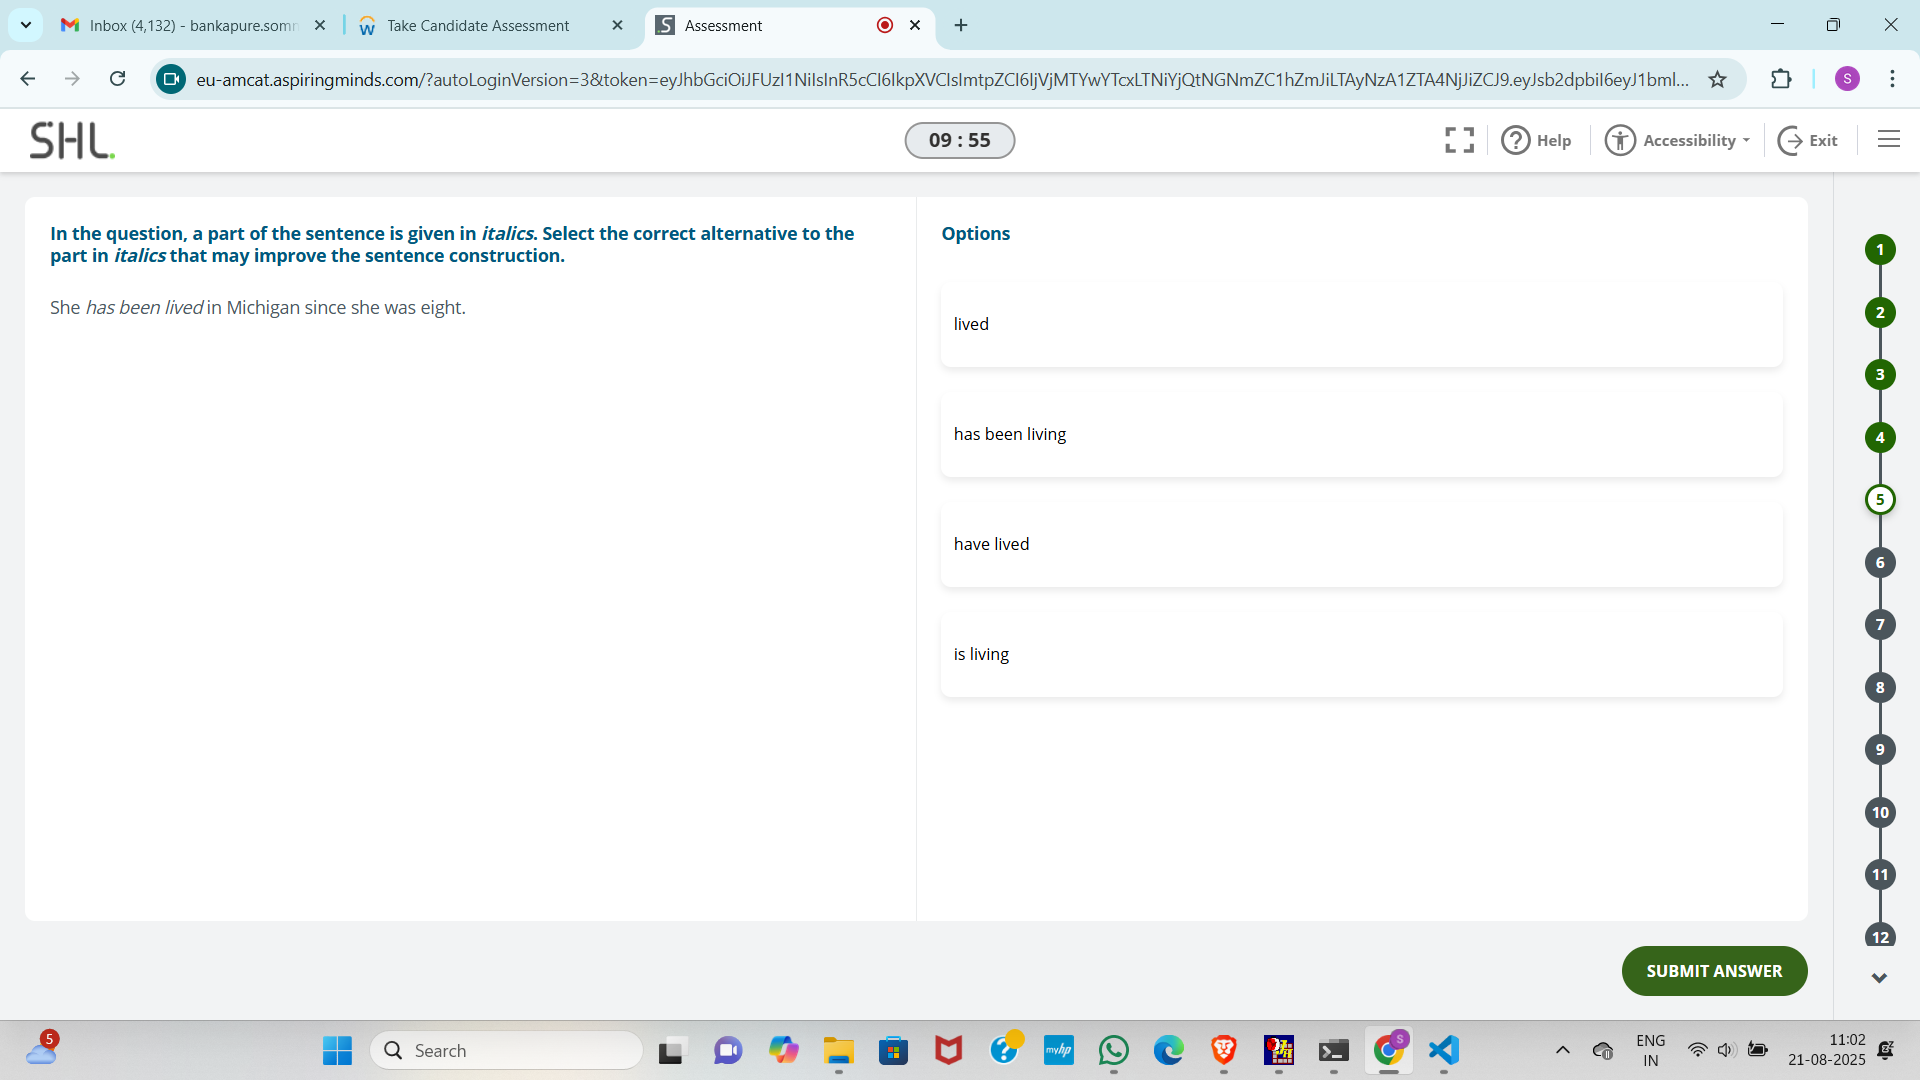 Inbox (4,132) - bankapure.somn
Take Candidate Assessment
Assessment
eu-amcat.aspiringminds.com/?autoLoginVersion=3&token=eyJhbGciOiJFUzI1NiIsInR5cCI6IkpXVCIsImtpZCI6IjVjMTYwYTcxLTNiYjQtNGNmZC1hZmJiLTAyNzA1ZTA4NjJiZCJ9.eyJsb2dpbiI6eyJ1bml...
S
SHL.
09 : 55
Help
Accessibility
Exit
In the question, a part of the sentence is given in italics. Select the correct alternative to the
part in italics that may improve the sentence construction.
She has been lived in Michigan since she was eight.
Options
lived
has been living
have lived
is living
1
2
3
4
5
6
7
8
9
10
11
12
SUBMIT ANSWER
5
Search
myhp
S
ENG
IN
11:02
21-08-2025